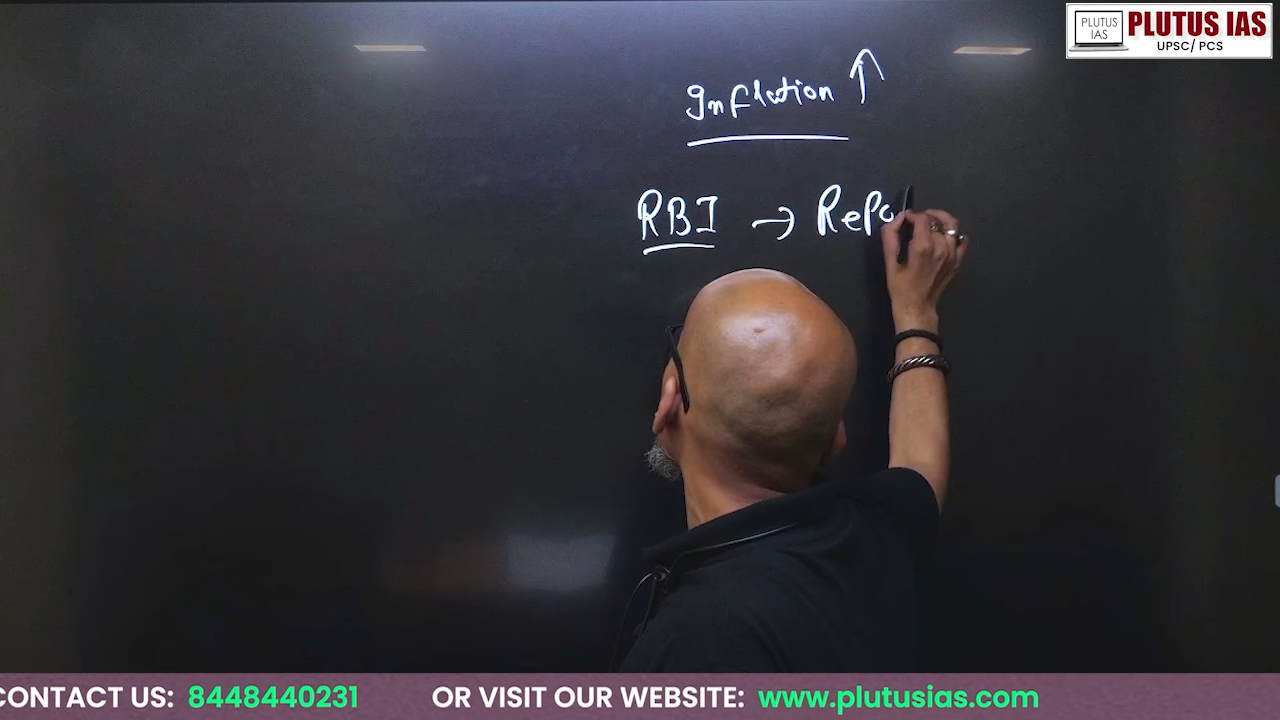 PLUTUS IAS
PLUTUS IAS
UPSC/ PCS
Inflation ↑
RBI → Repo
CONTACT US: 8448440231 OR VISIT OUR WEBSITE: www.plutusias.com